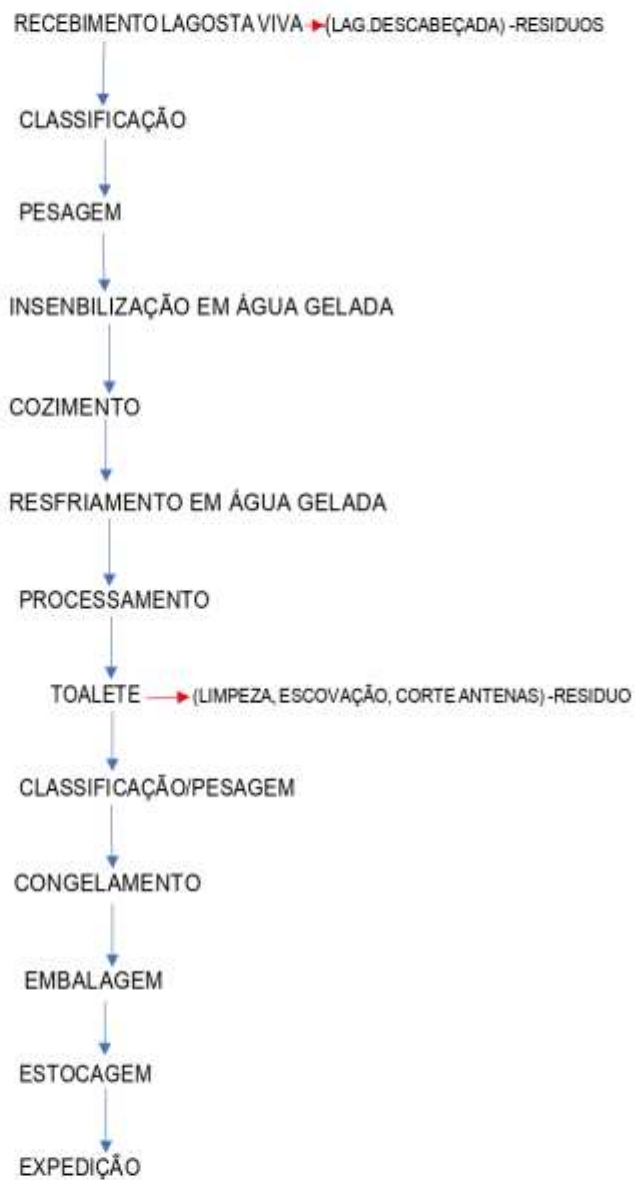 RECEBIMENTO LAGOSTA VIVA (LAG.DESCABEÇADA) -RESIDUOS
CLASSIFICAÇÃO
PESAGEM
INSENBILIZAÇÃO EM ÁGUA GELADA
COZIMENTO
RESFRIAMENTO EM ÁGUA GELADA
PROCESSAMENTO
TOALETE (LIMPEZA, ESCOVAÇÃO, CORTE ANTENAS) -RESIDUO
CLASSIFICAÇÃO/PESAGEM
CONGELAMENTO
EMBALAGEM
ESTOCAGEM
EXPEDIÇÃO